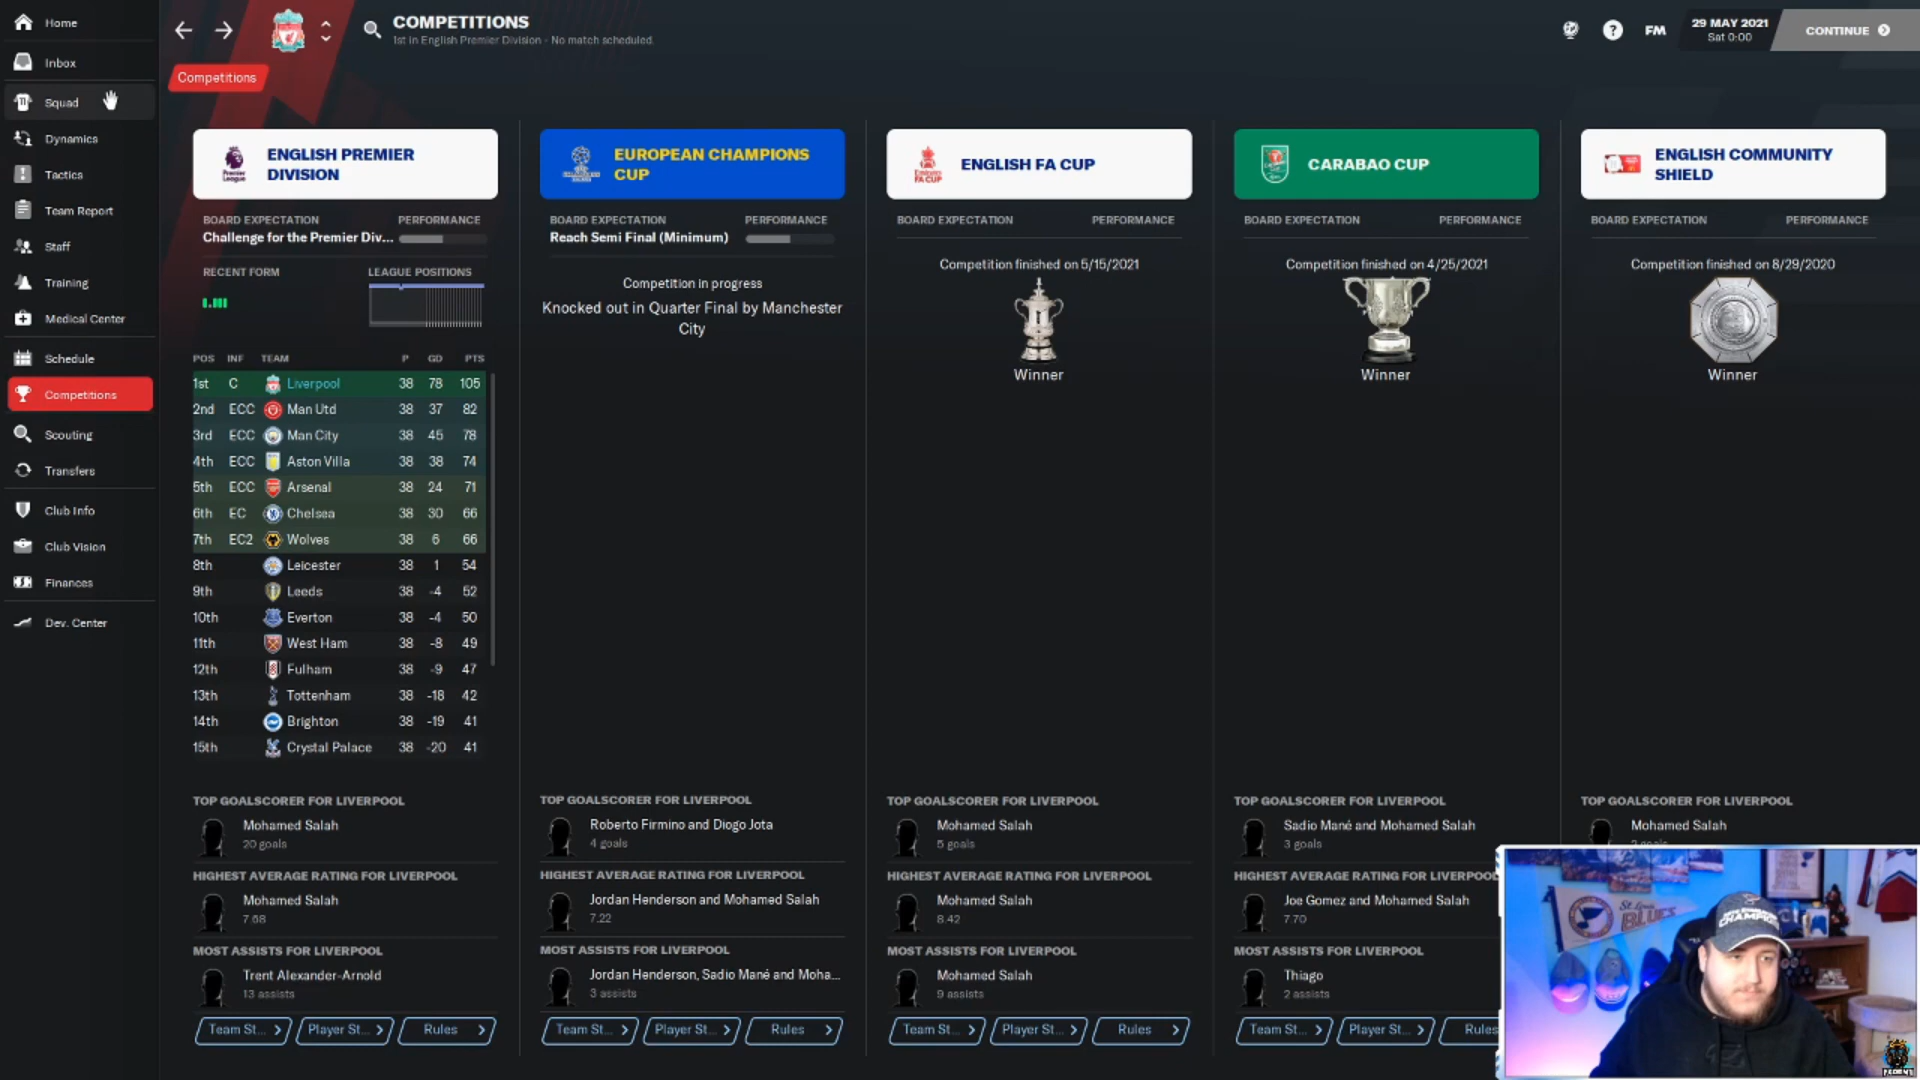 Home
Inbox
Squad
Dynamics
Tactics
Team Report
Staff
Training
Medical Center
Schedule
Competitions
Scouting
Transfers
Club Info
Club Vision
Finances
Dev. Center
COMPETITIONS
1st in English Premier Division - No match scheduled.
FM
29 MAY 2021
Sat 0:00
CONTINUE
Competitions
ENGLISH PREMIER DIVISION
BOARD EXPECTATION PERFORMANCE
Challenge for the Premier Div...
RECENT FORM LEAGUE POSITIONS
POS INF TEAM P GD PTS
1st C Liverpool 38 78 105
2nd ECC Man Utd 38 37 82
3rd ECC Man City 38 45 78
4th ECC Aston Villa 38 38 74
5th ECC Arsenal 38 24 71
6th EC Chelsea 38 30 66
7th EC2 Wolves 38 6 66
8th Leicester 38 1 54
9th Leeds 38 -4 52
10th Everton 38 -4 50
11th West Ham 38 -8 49
12th Fulham 38 -9 47
13th Tottenham 38 -18 42
14th Brighton 38 -19 41
15th Crystal Palace 38 -20 41
TOP GOALSCORER FOR LIVERPOOL
Mohamed Salah
20 goals
HIGHEST AVERAGE RATING FOR LIVERPOOL
Mohamed Salah
7.68
MOST ASSISTS FOR LIVERPOOL
Trent Alexander-Arnold
13 assists
Team St... Player St... Rules
EUROPEAN CHAMPIONS CUP
BOARD EXPECTATION PERFORMANCE
Reach Semi Final (Minimum)
Competition in progress
Knocked out in Quarter Final by Manchester
City
TOP GOALSCORER FOR LIVERPOOL
Roberto Firmino and Diogo Jota
4 goals
HIGHEST AVERAGE RATING FOR LIVERPOOL
Jordan Henderson and Mohamed Salah
7.22
MOST ASSISTS FOR LIVERPOOL
Jordan Henderson, Sadio Mané and Moha...
3 assists
Team St... Player St... Rules
Emirates FA CUP
ENGLISH FA CUP
BOARD EXPECTATION PERFORMANCE
Competition finished on 5/15/2021
Winner
TOP GOALSCORER FOR LIVERPOOL
Mohamed Salah
5 goals
HIGHEST AVERAGE RATING FOR LIVERPOOL
Mohamed Salah
8.42
MOST ASSISTS FOR LIVERPOOL
Mohamed Salah
9 assists
Team St... Player St... Rules
CARABAO CUP
BOARD EXPECTATION PERFORMANCE
Competition finished on 4/25/2021
Winner
TOP GOALSCORER FOR LIVERPOOL
Sadio Mané and Mohamed Salah
3 goals
HIGHEST AVERAGE RATING FOR LIVERPOOL
Joe Gomez and Mohamed Salah
7.70
MOST ASSISTS FOR LIVERPOOL
Thiago
2 assists
Team St... Player St... Rules
ENGLISH COMMUNITY SHIELD
BOARD EXPECTATION PERFORMANCE
Competition finished on 8/29/2020
Winner
TOP GOALSCORER FOR LIVERPOOL
Mohamed Salah
St. Louis
BLUES